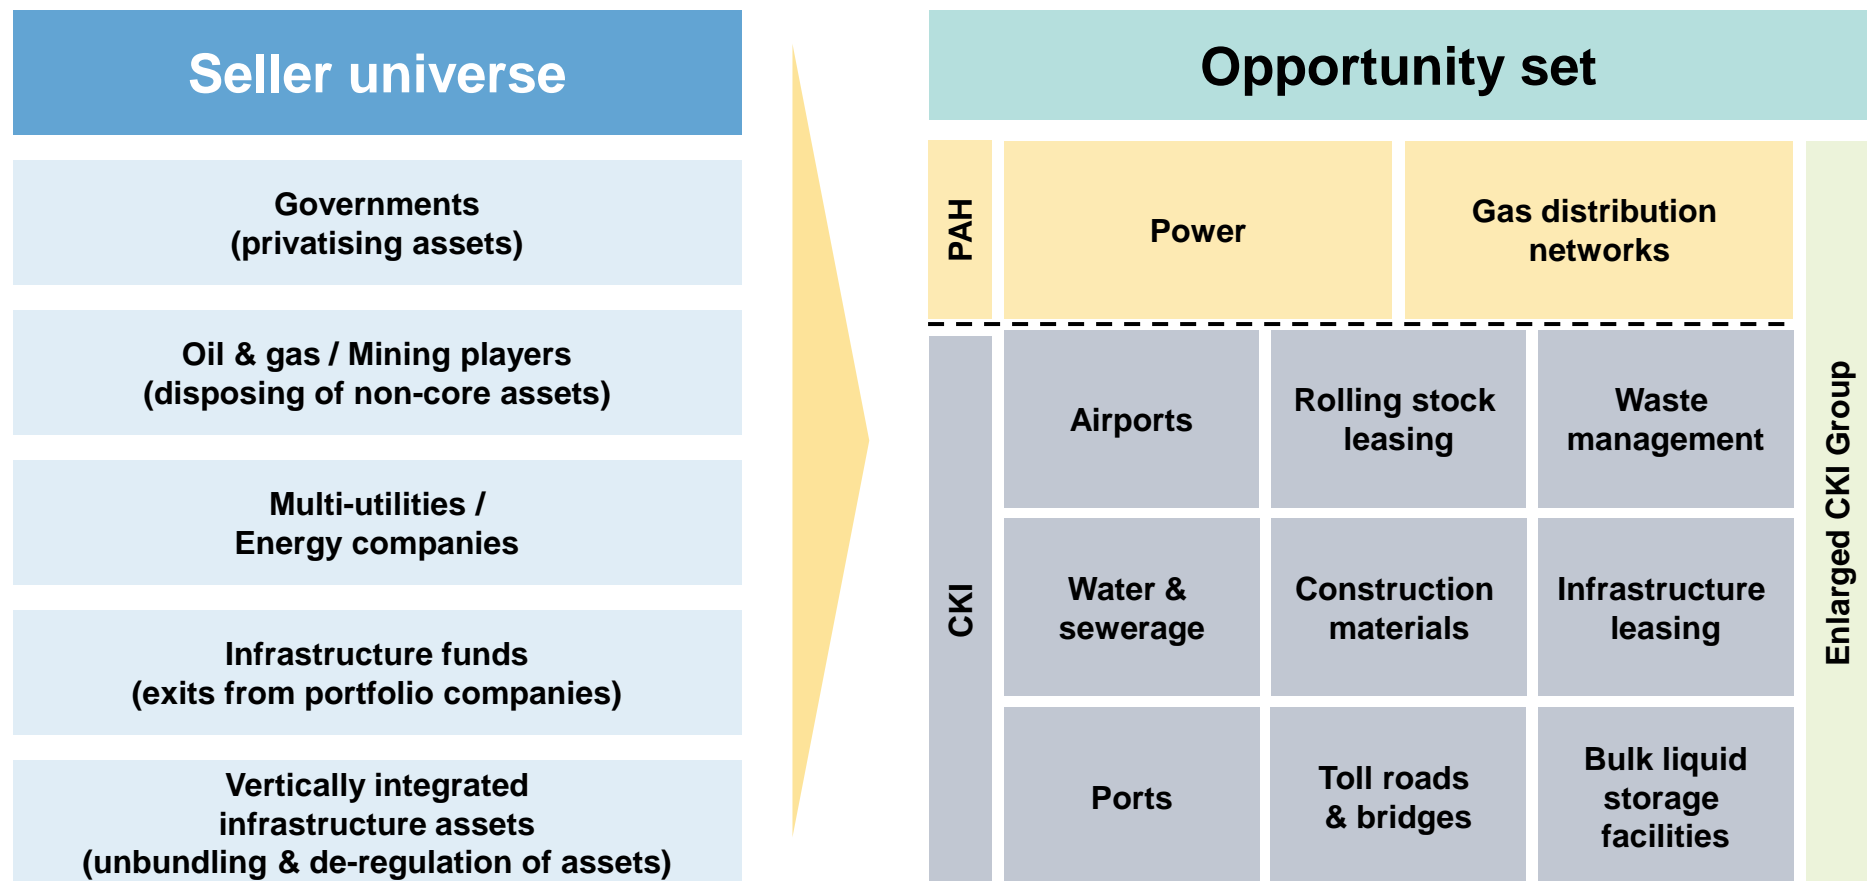 Seller universe
Governments
(privatising assets)
Oil & gas / Mining players
(disposing of non-core assets)
Multi-utilities /
Energy companies
Infrastructure funds
(exits from portfolio companies)
Vertically integrated
infrastructure assets
(unbundling & de-regulation of assets)
Opportunity set
PAH
Power
Gas distribution
networks
CKI
Airports
Rolling stock
leasing
Waste
management
Water &
sewerage
Construction
materials
Infrastructure
leasing
Ports
Toll roads
& bridges
Bulk liquid
storage
facilities
Enlarged CKI Group